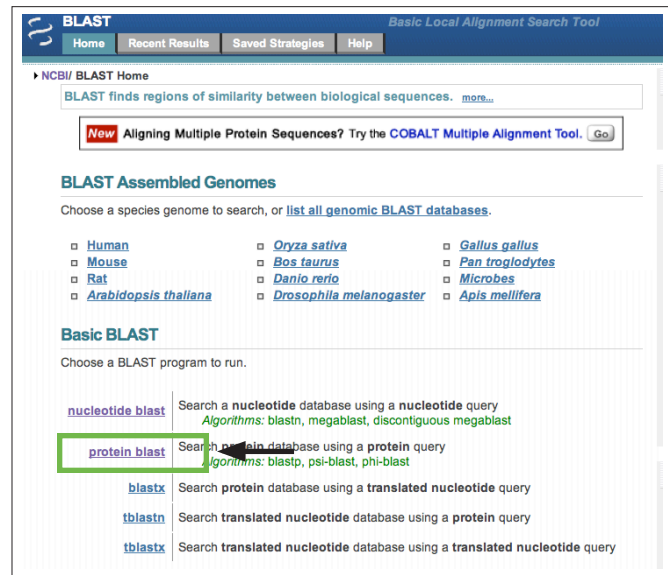 BLAST
Basic Local Alignment Search Tool
Home Recent Results Saved Strategies Help
NCBI/ BLAST Home
BLAST finds regions of similarity between biological sequences. more...
New Aligning Multiple Protein Sequences? Try the COBALT Multiple Alignment Tool. Go
BLAST Assembled Genomes
Choose a species genome to search, or list all genomic BLAST databases.
Human Oryza sativa Gallus gallus
Mouse Bos taurus Pan troglodytes
Rat Danio rerio Microbes
Arabidopsis thaliana Drosophila melanogaster Apis mellifera
Basic BLAST
Choose a BLAST program to run.
nucleotide blast Search a nucleotide database using a nucleotide query
Algorithms: blastn, megablast, discontiguous megablast
protein blast Search protein database using a protein query
Algorithms: blastp, psi-blast, phi-blast
blastx Search protein database using a translated nucleotide query
tblastn Search translated nucleotide database using a protein query
tblastx Search translated nucleotide database using a translated nucleotide query